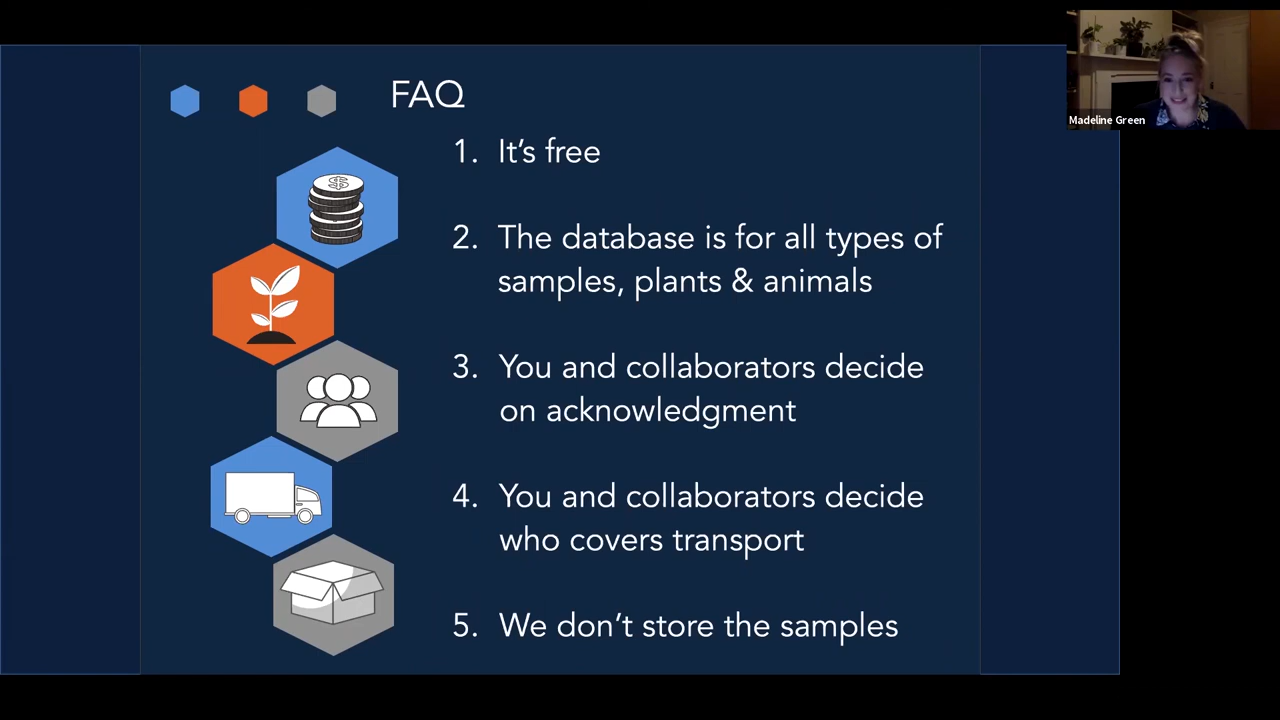 FAQ
Madeline Green
1. It's free
2. The database is for all types of
samples, plants & animals
3. You and collaborators decide
on acknowledgment
4. You and collaborators decide
who covers transport
5. We don't store the samples
$